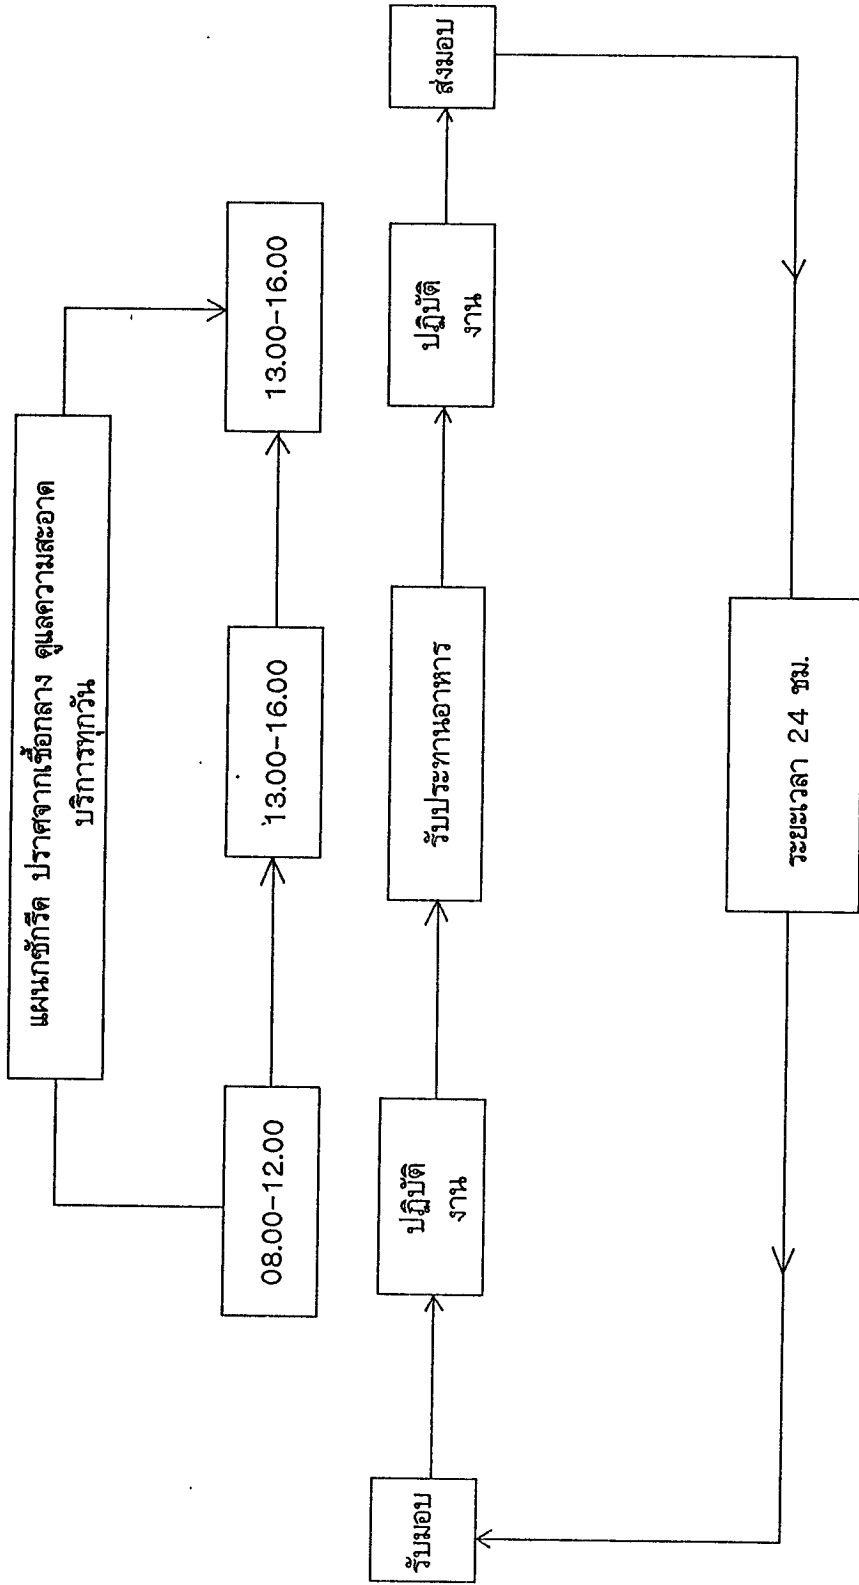 แผนกซักรีด ปราศจากเชื้อกลาง ดูแลความสะอาด
บริการทุกวัน
08.00-12.00
13.00-16.00
13.00-16.00
รับมอบ
ปฏิบัติ
งาน
รับประทานอาหาร
ปฏิบัติ
งาน
ส่งมอบ
ระยะเวลา 24 ชม.